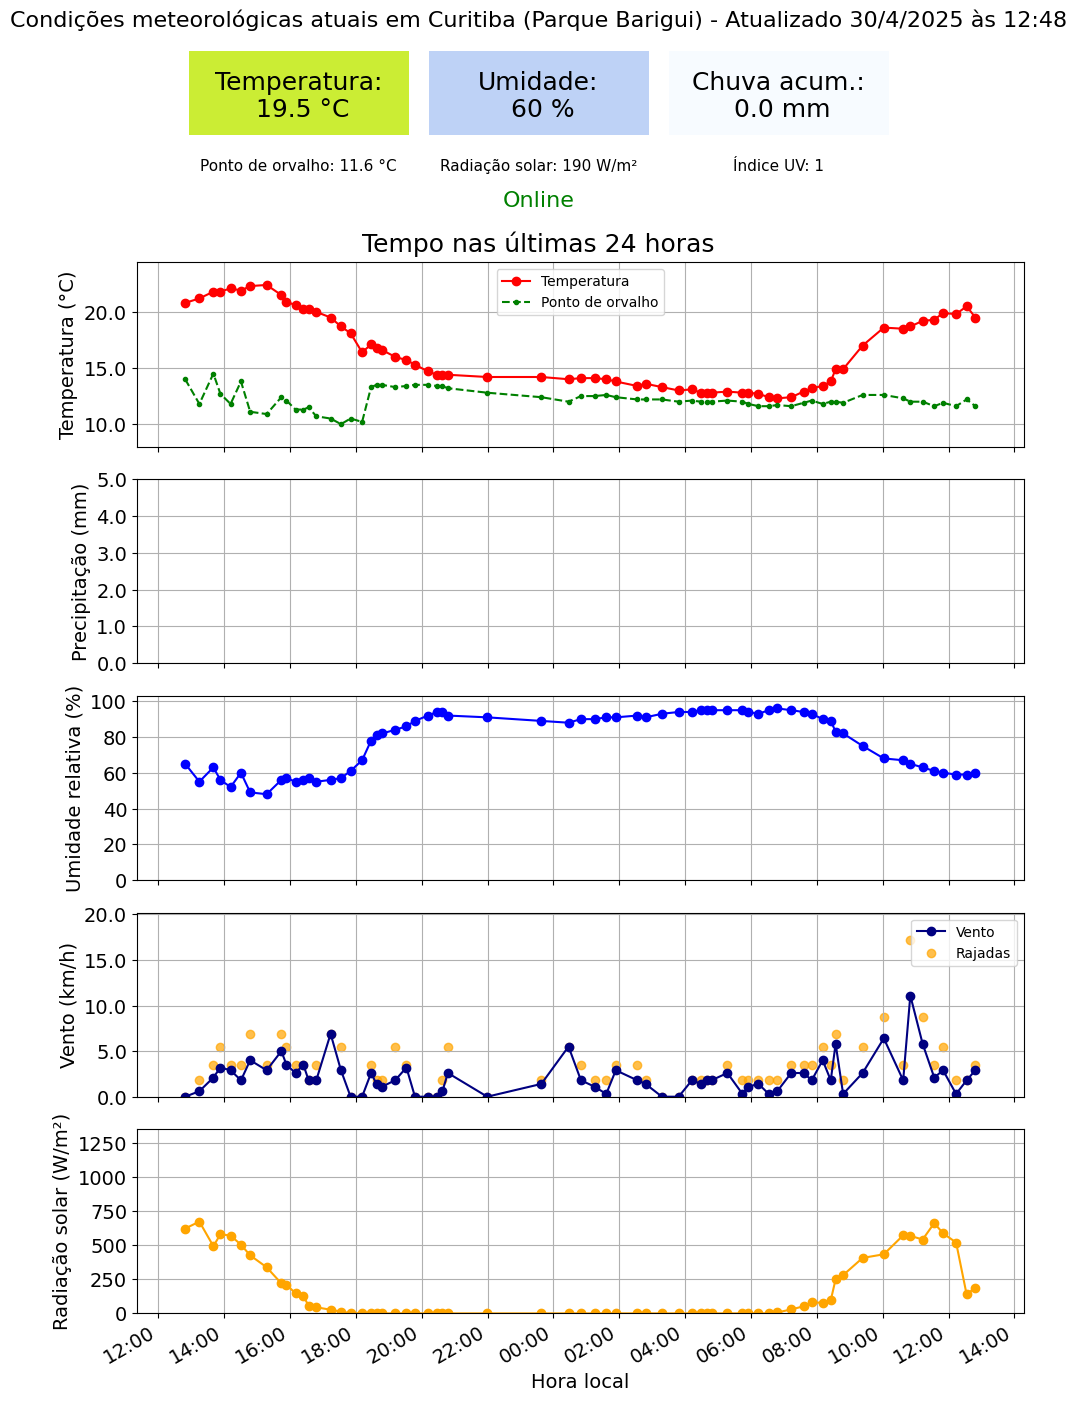 Condições meteorológicas atuais em Curitiba (Parque Barigui) - Atualizado 30/4/2025 às 12:48
Temperatura:
19.5 °C
Umidade:
60 %
Chuva acum.:
0.0 mm
Ponto de orvalho: 11.6 °C
Radiação solar: 190 W/m²
Índice UV: 1
Online
Tempo nas últimas 24 horas
Temperatura (°C)
20.0
15.0
10.0
Temperatura
Ponto de orvalho
Precipitação (mm)
5.0
4.0
3.0
2.0
1.0
0.0
Umidade relativa (%)
100
80
60
40
20
0
Vento (km/h)
20.0
15.0
10.0
5.0
0.0
Vento
Rajadas
Radiação solar (W/m²)
1250
1000
750
500
250
0
12:00
14:00
16:00
18:00
20:00
22:00
00:00
02:00
04:00
06:00
08:00
10:00
12:00
14:00
Hora local